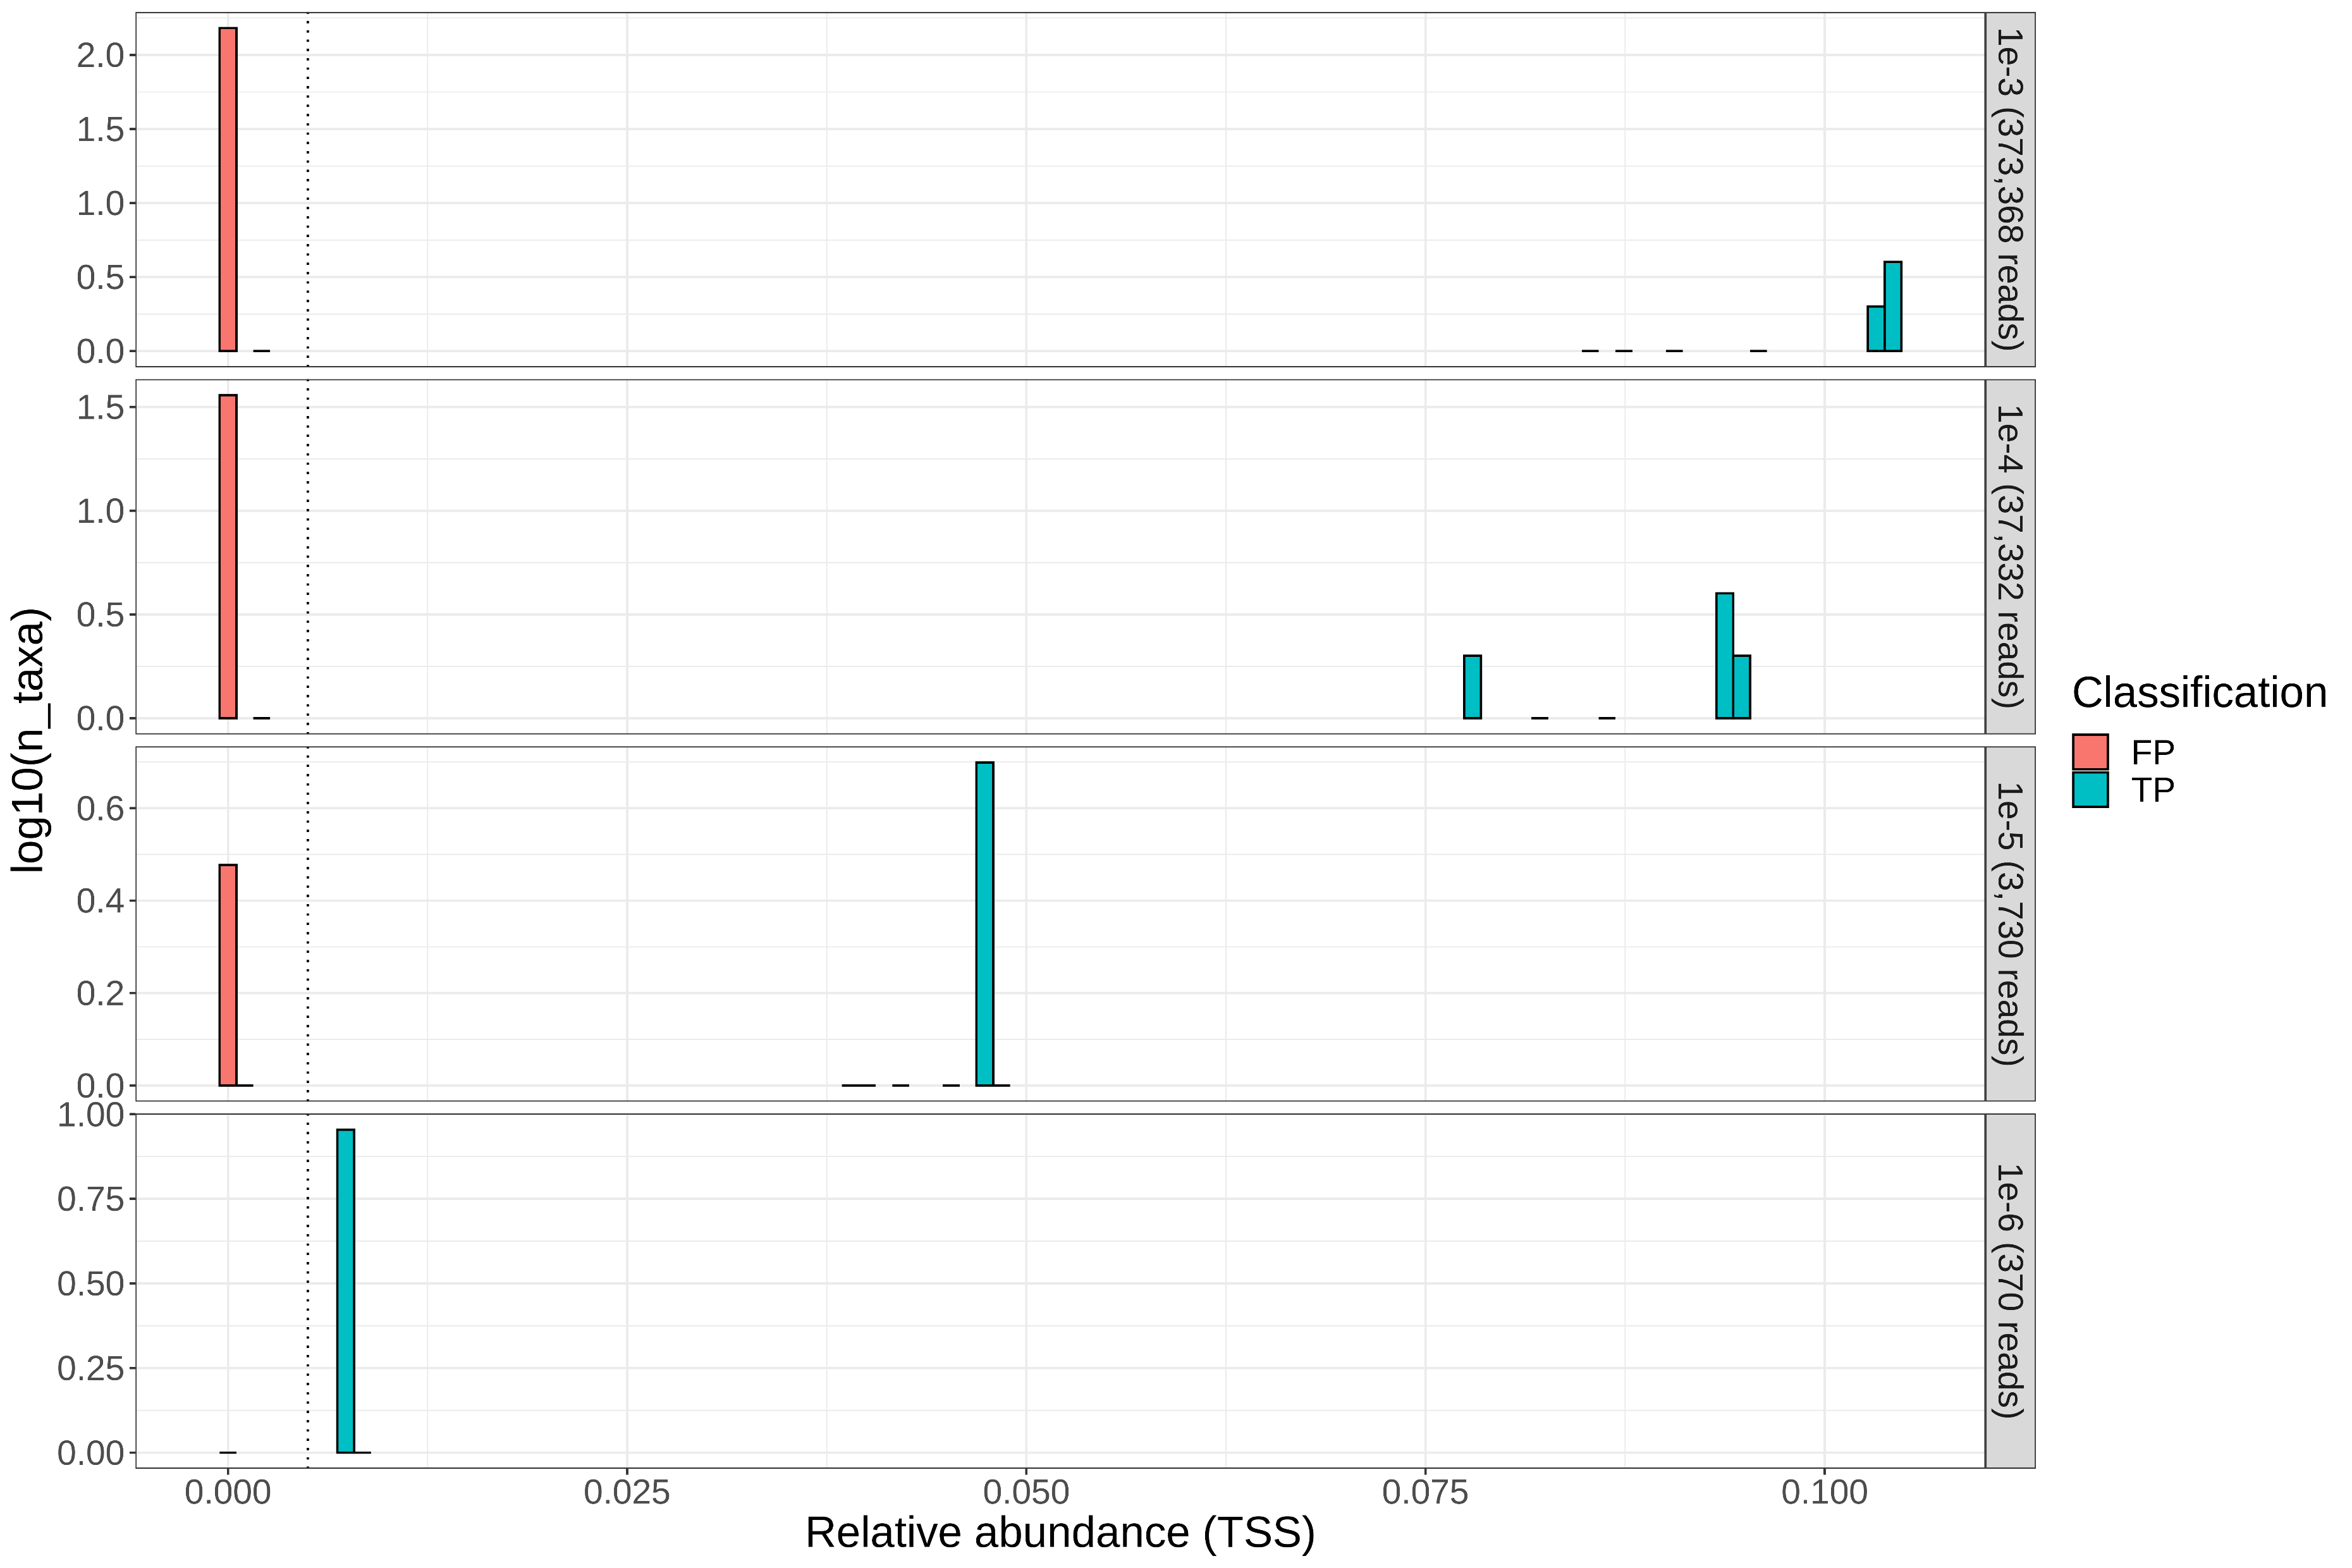 log10(n_taxa)
2.0
1.5
1.0
0.5
0.0
1e-3 (373,368 reads)
1.5
1.0
0.5
0.0
1e-4 (37,332 reads)
0.6
0.4
0.2
0.0
1e-5 (3,730 reads)
1.00
0.75
0.50
0.25
0.00
1e-6 (370 reads)
0.000 0.025 0.050 0.075 0.100
Relative abundance (TSS)
Classification
FP
TP